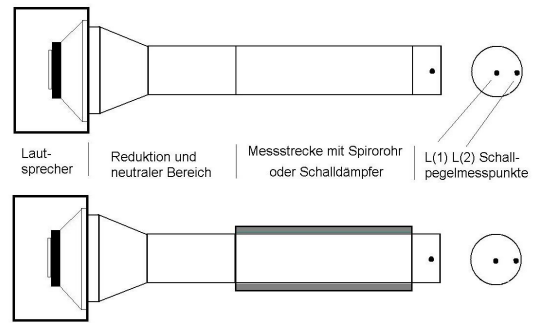 Laut-
sprecher
Reduktion und
neutraler Bereich
Messstrecke mit Spirorohr
oder Schalldämpfer
L(1) L(2) Schall-
pegelmesspunkte